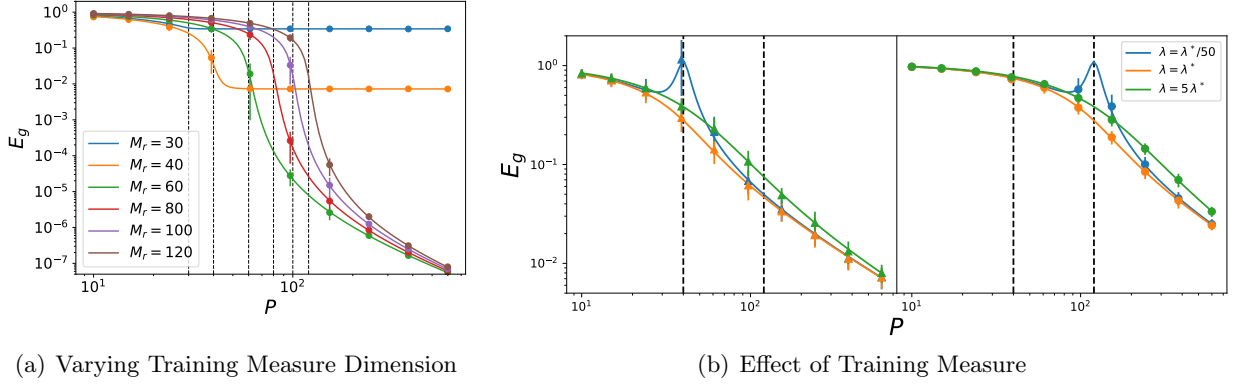 10^0
10^-1
10^-2
10^-3
10^-4
10^-5
10^-6
10^-7
E_g
M_r = 30
M_r = 40
M_r = 60
M_r = 80
M_r = 100
M_r = 120
10^1
10^2
P
(a) Varying Training Measure Dimension
10^0
10^-1
10^-2
E_g
λ = λ*/50
λ = λ*
λ = 5λ*
10^1
10^2
10^1
10^2
P
(b) Effect of Training Measure